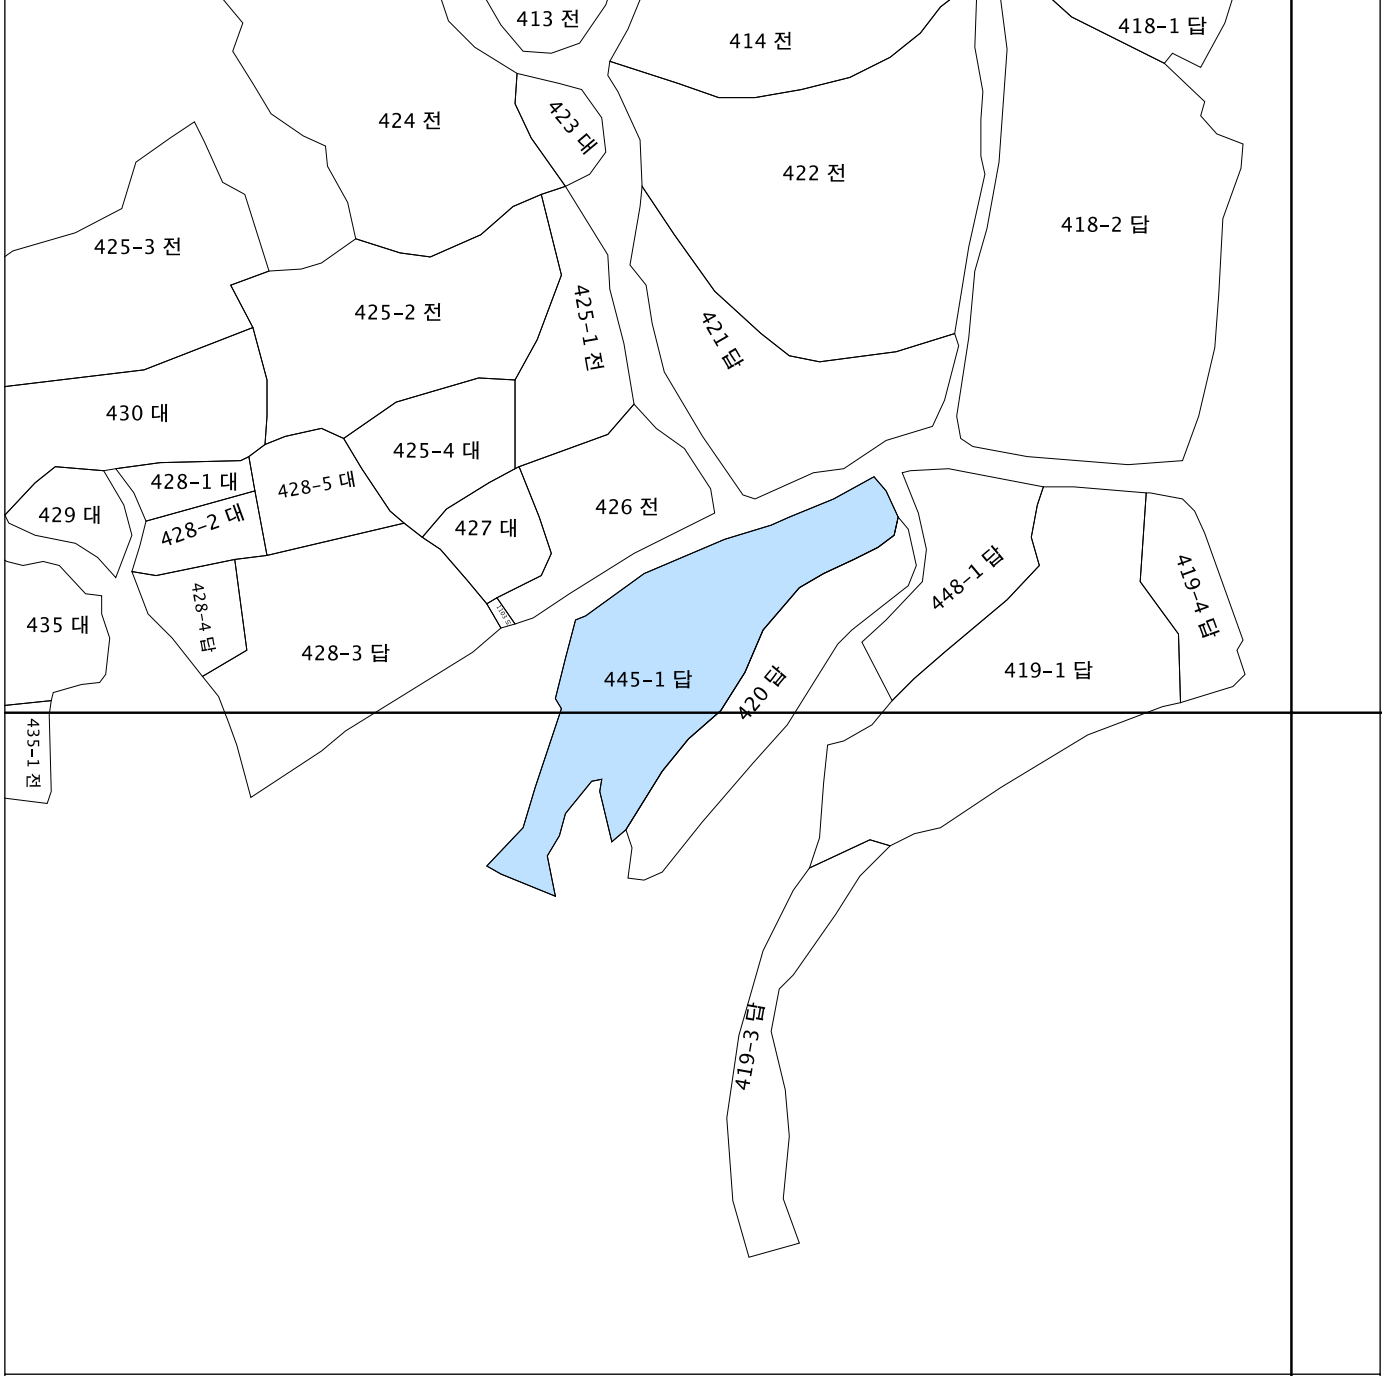 413 전
414 전
418-1 답
424 전
423 대
422 전
418-2 답
425-3 전
425-2 전
425-1 전
421 답
430 대
425-4 대
428-1 대
428-5 대
426 전
429 대
428-2 대
427 대
448-1 답
419-4 답
428-4 답
435 대
428-3 답
445-1 답
420 답
419-1 답
435-1 전
419-3 답